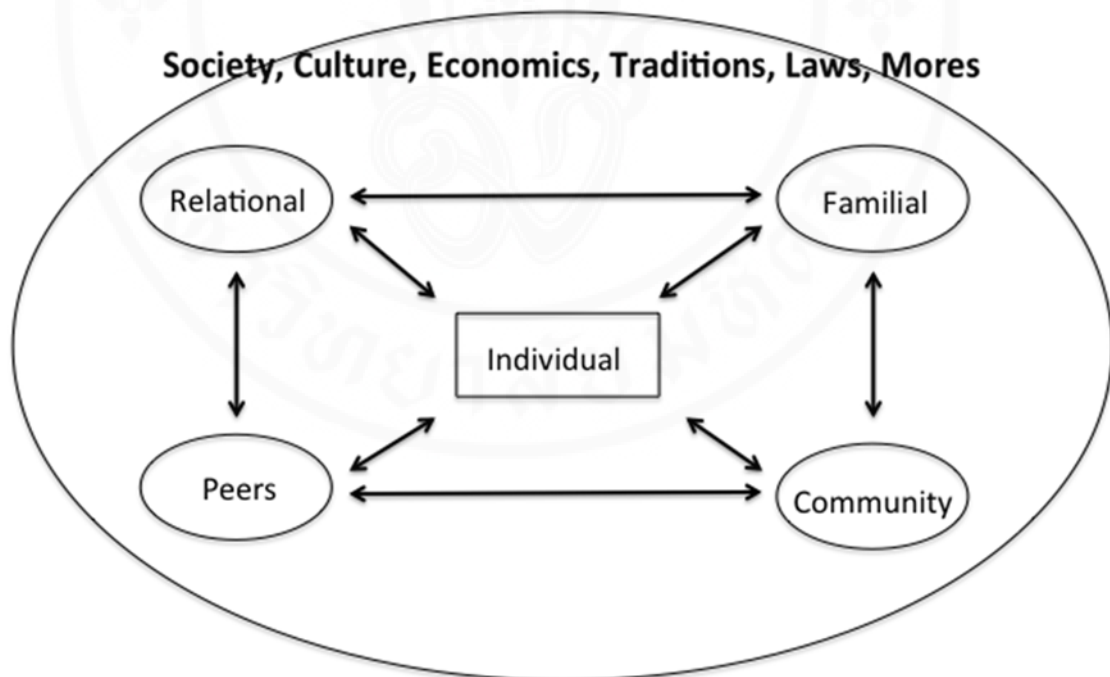 Society, Culture, Economics, Traditions, Laws, Mores
Relational
Familial
Individual
Peers
Community